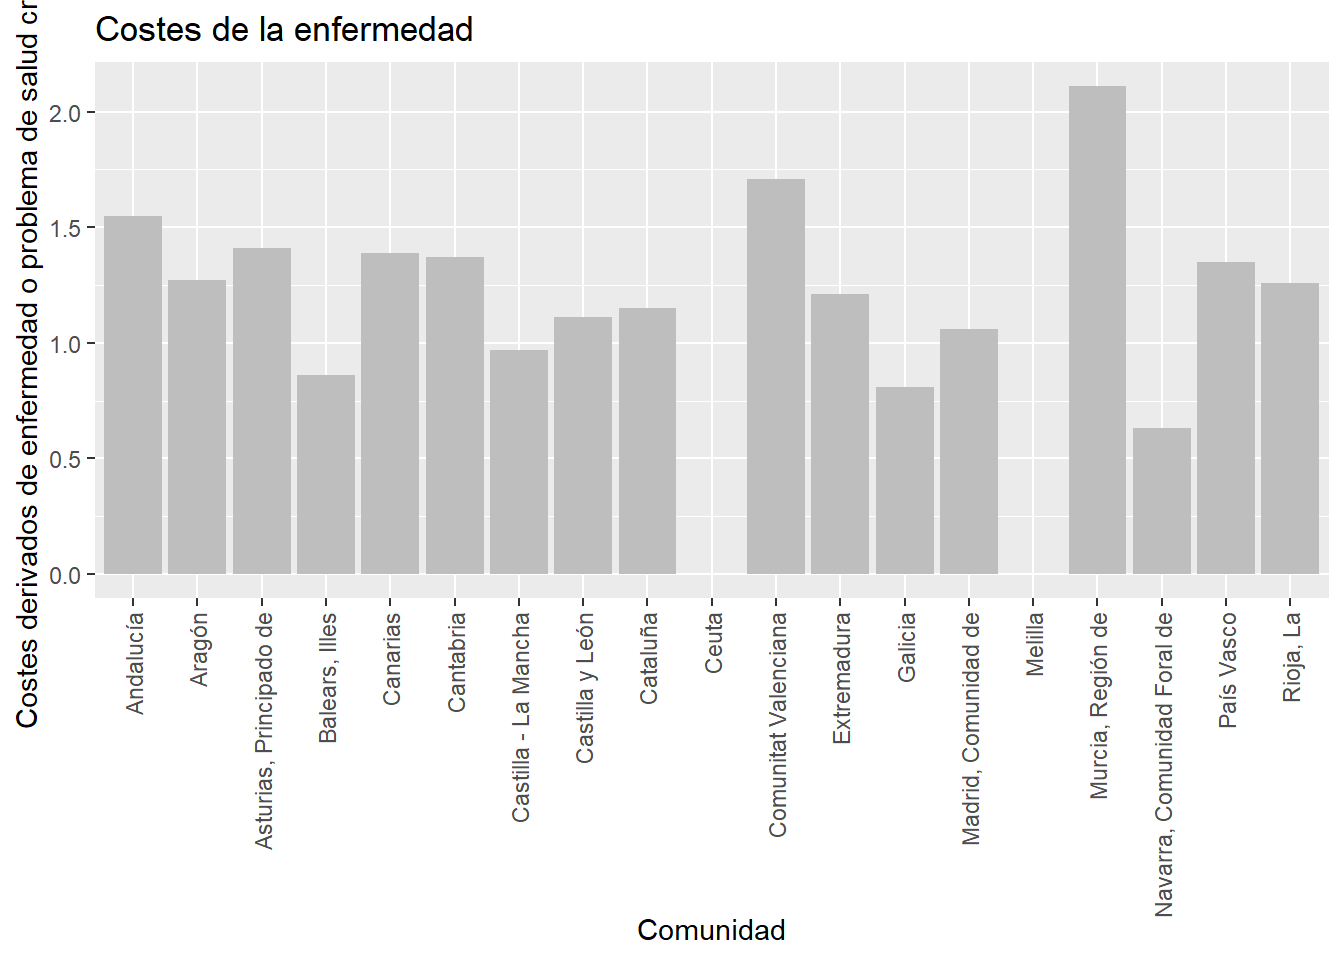 Costes de la enfermedad
Costes derivados de enfermedad o problema de salud cr
2.0
1.5
1.0
0.5
0.0
Andalucía
Aragón
Asturias, Principado de
Balears, Illes
Canarias
Cantabria
Castilla - La Mancha
Castilla y León
Cataluña
Ceuta
Comunitat Valenciana
Extremadura
Galicia
Madrid, Comunidad de
Melilla
Murcia, Región de
Navarra, Comunidad Foral de
País Vasco
Rioja, La
Comunidad